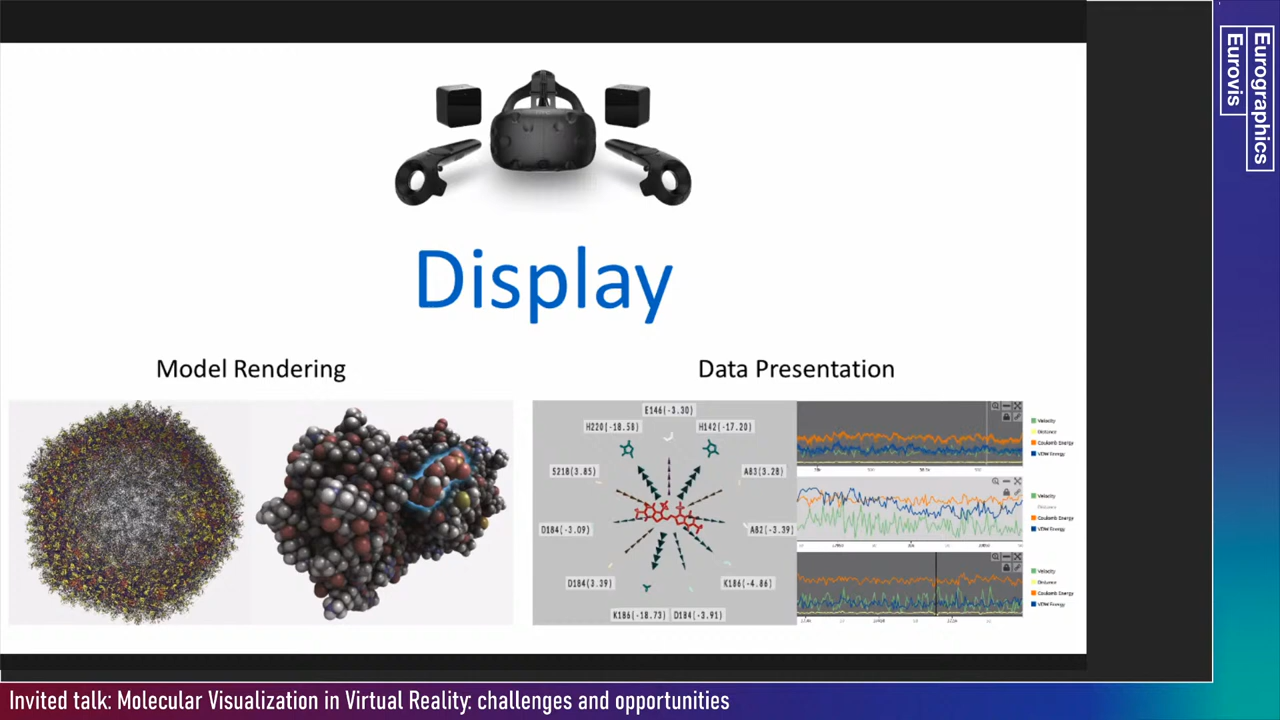 Display
Model Rendering
Data Presentation
E146(-3.30)
H220(-18.58)
H142(-17.20)
S218(3.85)
A83(3.28)
D184(-3.09)
A82(-3.39)
D184(3.39)
K186(-4.86)
K186(-18.73)
D184(-3.91)
Velocity
Distance
Coulomb Energy
VDW Energy
Velocity
Distance
Coulomb Energy
VDW Energy
Velocity
Distance
Coulomb Energy
VDW Energy
Eurographics
Eurovis
Invited talk: Molecular Visualization in Virtual Reality: challenges and opportunities